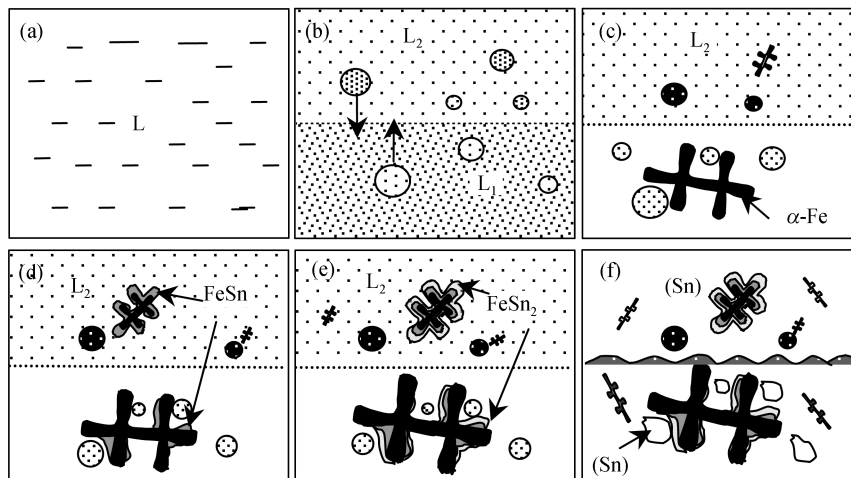 (a)
L
(b)
L₂
L₁
(c)
L₂
α-Fe
(d)
L₂
FeSn
(e)
L₂
FeSn₂
(f)
(Sn)
(Sn)